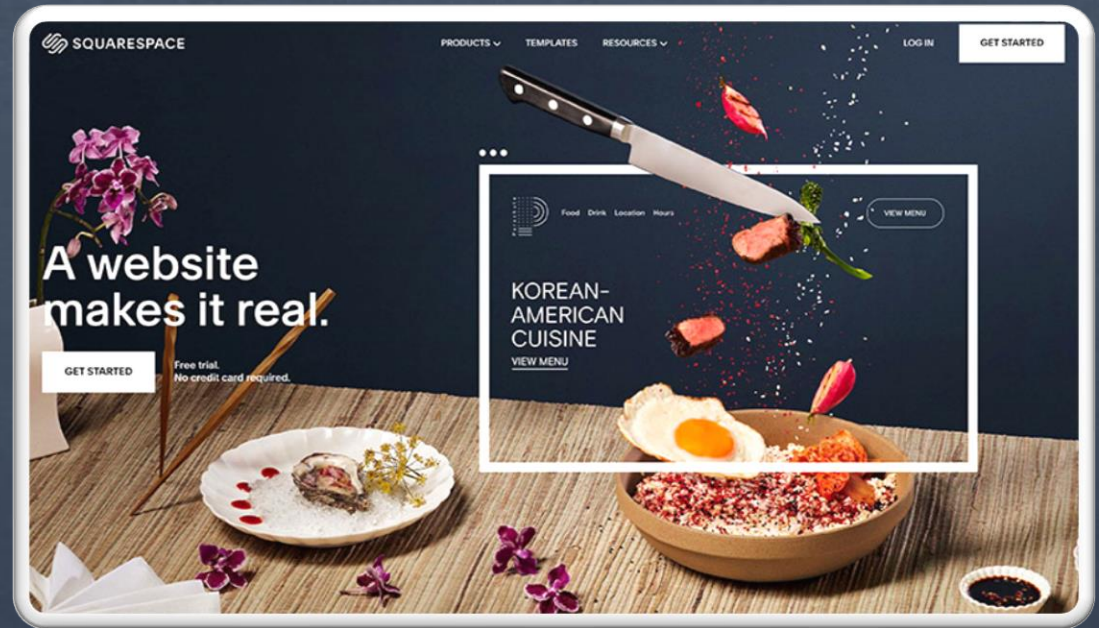 SQUARESPACE
PRODUCTS
TEMPLATES
RESOURCES
LOG IN
GET STARTED
Food Drink Location Hours
VIEW MENU
A website
makes it real.
GET STARTED
Free trial.
No credit card required.
KOREAN-
AMERICAN
CUISINE
VIEW MENU